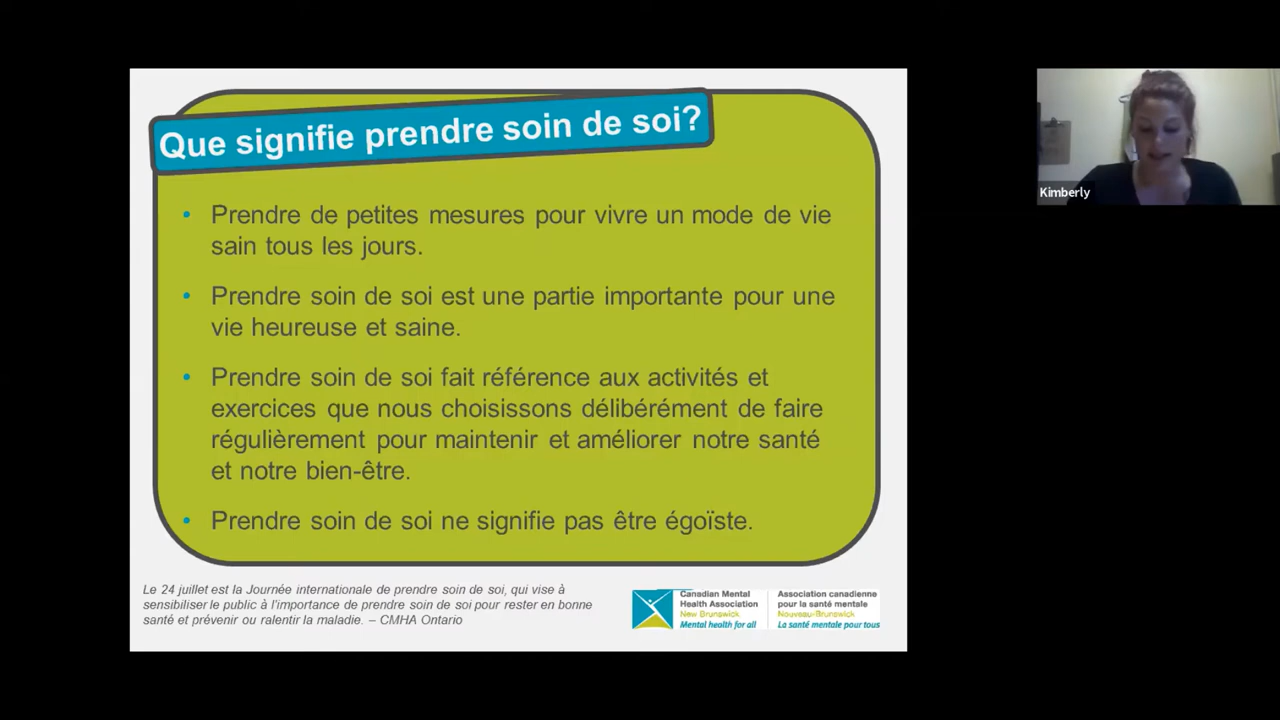 Que signifie prendre soin de soi?
Kimberly
• Prendre de petites mesures pour vivre un mode de vie
sain tous les jours.
• Prendre soin de soi est une partie importante pour une
vie heureuse et saine.
• Prendre soin de soi fait référence aux activités et
exercices que nous choisissons délibérément de faire
régulièrement pour maintenir et améliorer notre santé
et notre bien-être.
• Prendre soin de soi ne signifie pas être égoïste.
Le 24 juillet est la Journée internationale de prendre soin de soi, qui vise à
sensibiliser le public à l'importance de prendre soin de soi pour rester en bonne
santé et prévenir ou ralentir la maladie. – CMHA Ontario
Canadian Mental
Health Association
New Brunswick
Mental health for all
Association canadienne
pour la santé mentale
Nouveau-Brunswick
La santé mentale pour tous